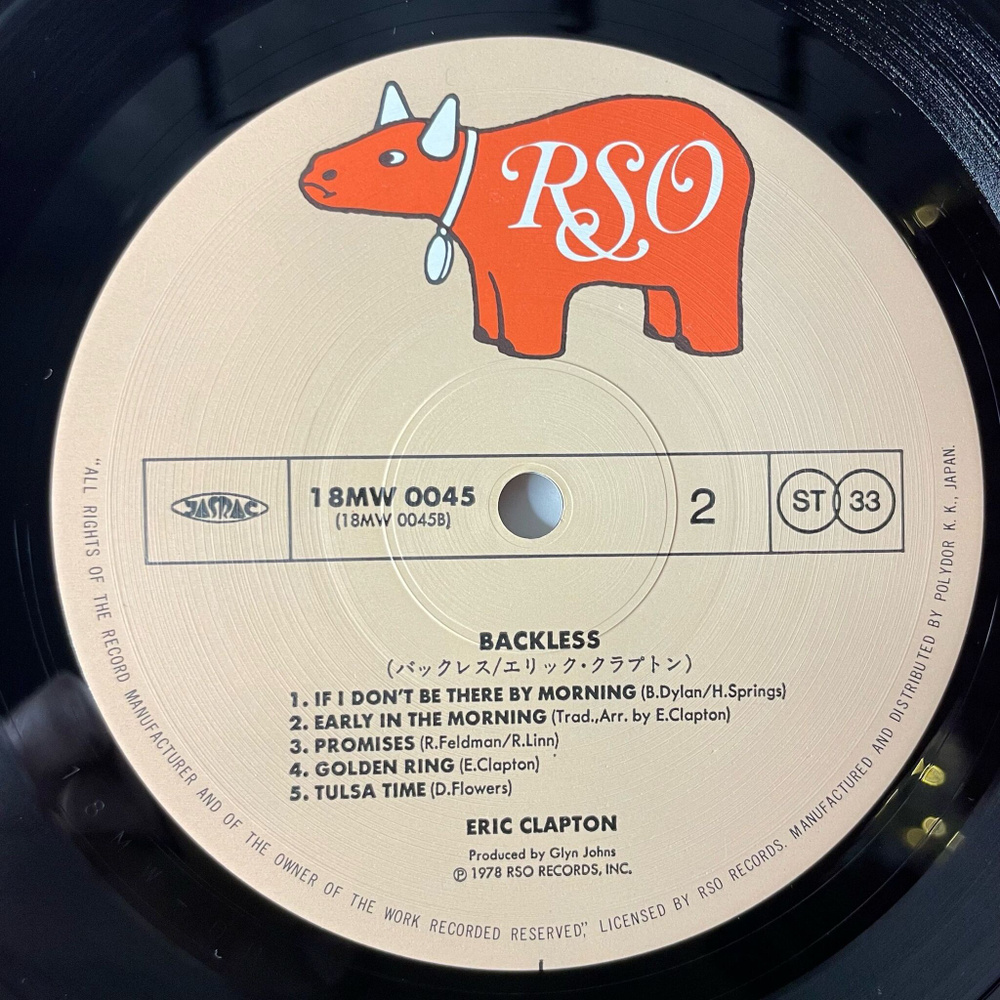 RSO
JASRAC
18MW 0045
(18MW 0045B)
2
ST 33
BACKLESS
(バックレス/エリック・クラプトン)
1. IF I DON'T BE THERE BY MORNING (B.Dylan/H.Springs)
2. EARLY IN THE MORNING (Trad.,Arr. by E.Clapton)
3. PROMISES (R.Feldman/R.Linn)
4. GOLDEN RING (E.Clapton)
5. TULSA TIME (D.Flowers)
ERIC CLAPTON
Produced by Glyn Johns
℗ 1978 RSO RECORDS, INC.
"ALL RIGHTS OF THE RECORD MANUFACTURER AND OF THE OWNER OF THE WORK RECORDED RESERVED," LICENSED BY RSO RECORDS. MANUFACTURED AND DISTRIBUTED BY POLYDOR K. K., JAPAN.